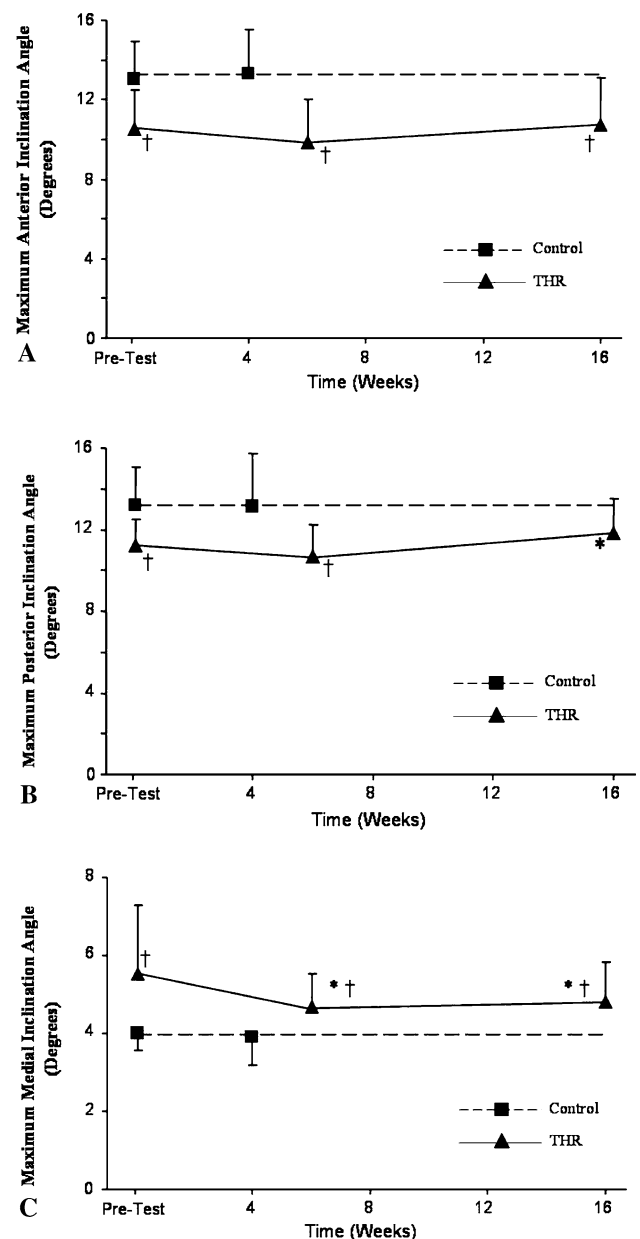 16
12
8
4
0
Maximum Anterior Inclination Angle
(Degrees)
†
†
†
Control
THR
A
Pre-Test
4
8
12
16
Time (Weeks)
16
12
8
4
0
Maximum Posterior Inclination Angle
(Degrees)
†
†
*
Control
THR
B
Pre-Test
4
8
12
16
Time (Weeks)
8
6
4
2
0
Maximum Medial Inclination Angle
(Degrees)
†
* †
* †
Control
THR
C
Pre-Test
4
8
12
16
Time (Weeks)